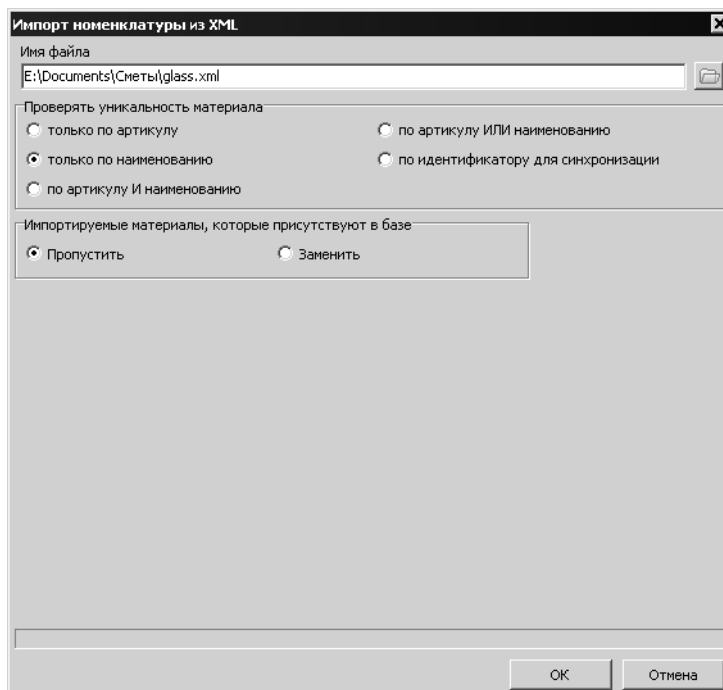 Импорт номенклатуры из XML
Имя файла
E:\Documents\Сметы\glass.xml
Проверять уникальность материала
только по артикулу
по артикулу ИЛИ наименованию
только по наименованию
по идентификатору для синхронизации
по артикулу И наименованию
Импортируемые материалы, которые присутствуют в базе
Пропустить
Заменить
OK
Отмена